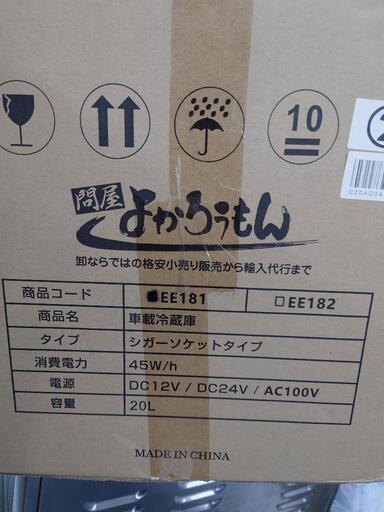 10
2
C20AD04
問屋
よかろうもん
卸ならではの格安小売り販売から輸入代行まで
商品コード ■EE181 □EE182
商品名 車載冷蔵庫
タイプ シガーソケットタイプ
消費電力 45W/h
電源 DC12V / DC24V / AC100V
容量 20L
MADE IN CHINA